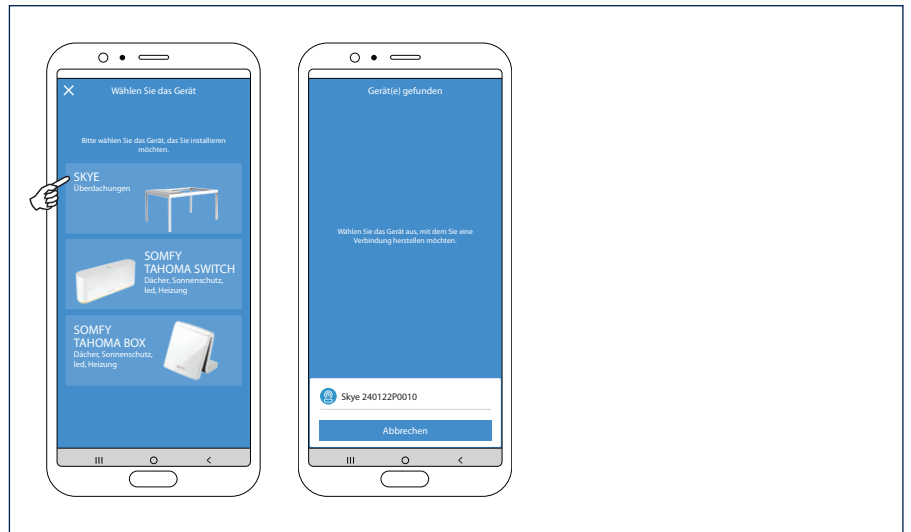 Wählen Sie das Gerät
Bitte wählen Sie das Gerät, das Sie installieren
möchten.
SKYE
Überdachungen
SOMFY
TAHOMA SWITCH
Dächer, Sonnenschutz,
led, Heizung
SOMFY
TAHOMA BOX
Dächer, Sonnenschutz,
led, Heizung
Gerät(e) gefunden
Wählen Sie das Gerät aus, mit dem Sie eine
Verbindung herstellen möchten.
Skye 240122P0010
Abbrechen